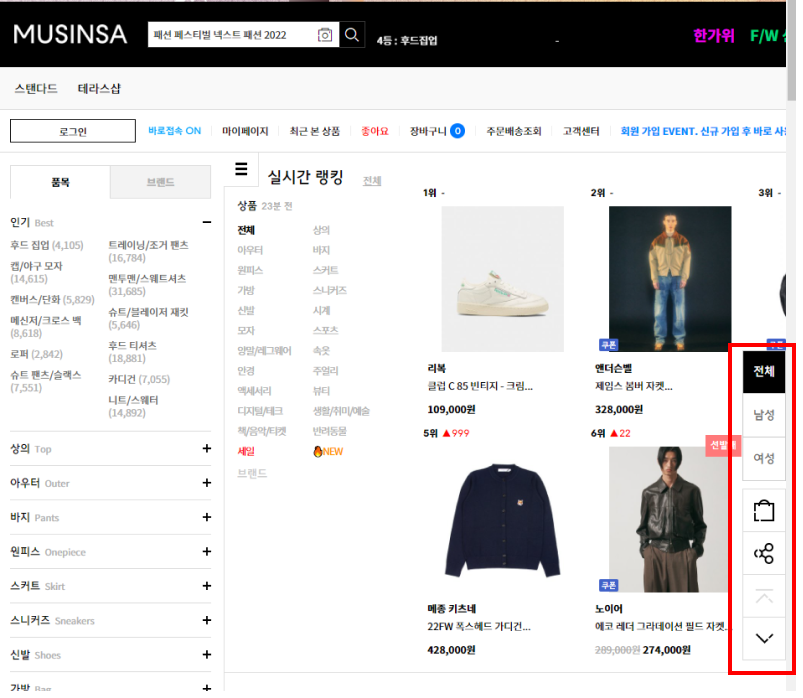 MUSINSA
패션 페스티벌 넥스트 패션 2022
4등 : 후드집업
-
한가위
F/W
스탠다드
테라스샵
로그인
바로접속 ON
마이페이지
최근 본 상품
좋아요
장바구니 0
주문배송조회
고객센터
회원 가입 EVENT. 신규 가입 후 바로 사용
품목
브랜드
인기 Best
후드 집업 (4,105)
캡/야구 모자
(14,615)
캔버스/단화 (5,829)
메신저/크로스 백
(8,618)
로퍼 (2,842)
슈트 팬츠/슬랙스
(7,551)
트레이닝/조거 팬츠
(16,784)
맨투맨/스웨트셔츠
(31,685)
슈트/블레이저 재킷
(5,646)
후드 티셔츠
(18,881)
카디건 (7,055)
니트/스웨터
(14,892)
상의 Top
아우터 Outer
바지 Pants
원피스 Onepiece
스커트 Skirt
스니커즈 Sneakers
신발 Shoes
가방 Bag
실시간 랭킹
전체
상품 23분 전
전체
상의
아우터
바지
원피스
스커트
가방
스니커즈
신발
시계
모자
스포츠
양말/레그웨어
속옷
안경
주얼리
액세서리
뷰티
디지털/테크
생활/취미/예술
책/음악/티켓
반려동물
세일
NEW
브랜드
1위 -
2위 -
3위 -
쿠폰
쿠폰
리복
클럽 C 85 빈티지 - 크림...
109,000원
앤더슨벨
제임스 봄버 자켓...
328,000원
5위 ▲999
6위 ▲22
선발매
쿠폰
메종 키츠네
22FW 폭스헤드 가디건...
428,000원
노이어
에코 레더 그라데이션 필드 자켓...
289,000원 274,000원
전체
남성
여성